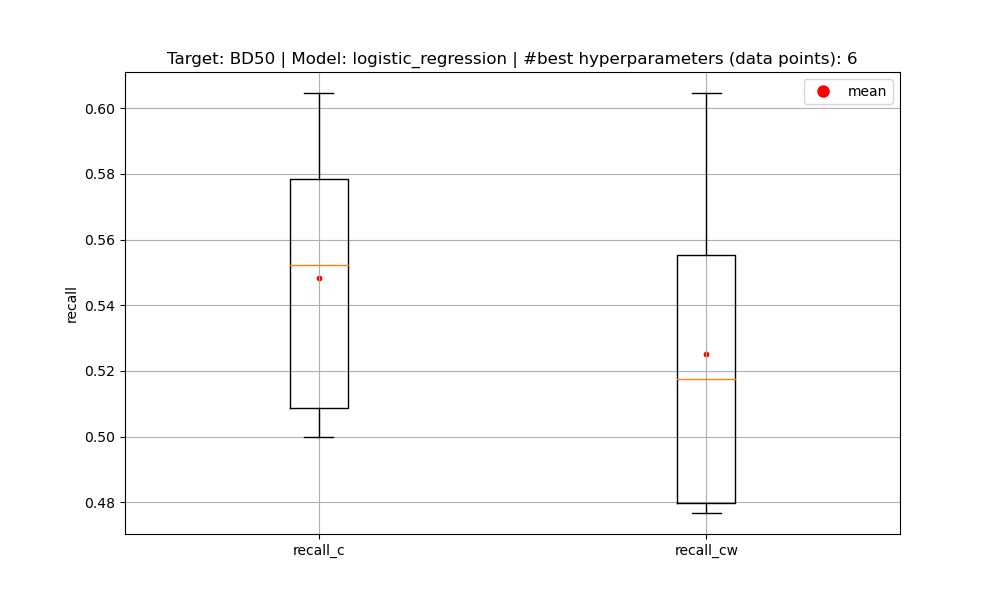 Target: BD50 | Model: logistic_regression | #best hyperparameters (data points): 6
mean
0.60
0.58
0.56
0.54
0.52
0.50
0.48
recall
recall_c
recall_cw